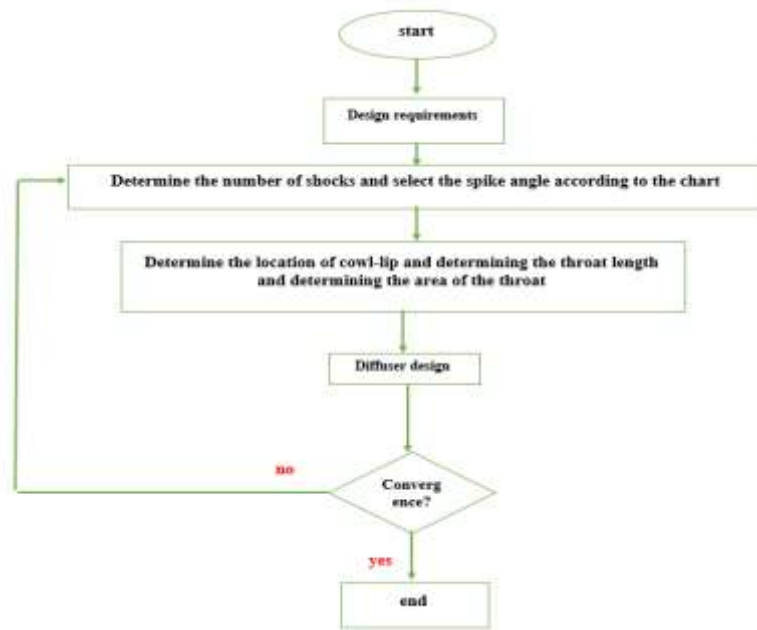 start
Design requirements
Determine the number of shocks and select the spike angle according to the chart
Determine the location of cowl-lip and determining the throat length
and determining the area of the throat
Diffuser design
no
Converg
ence?
yes
end